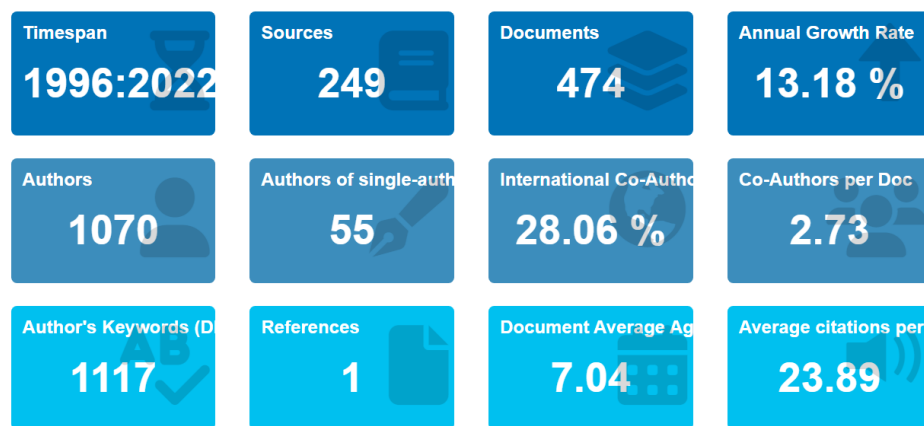 Timespan
1996:2022
Sources
249
Documents
474
Annual Growth Rate
13.18 %
Authors
1070
Authors of single-auth
55
International Co-Autho
28.06 %
Co-Authors per Doc
2.73
Author's Keywords (D
1117
References
1
Document Average Ag
7.04
Average citations per
23.89
AB